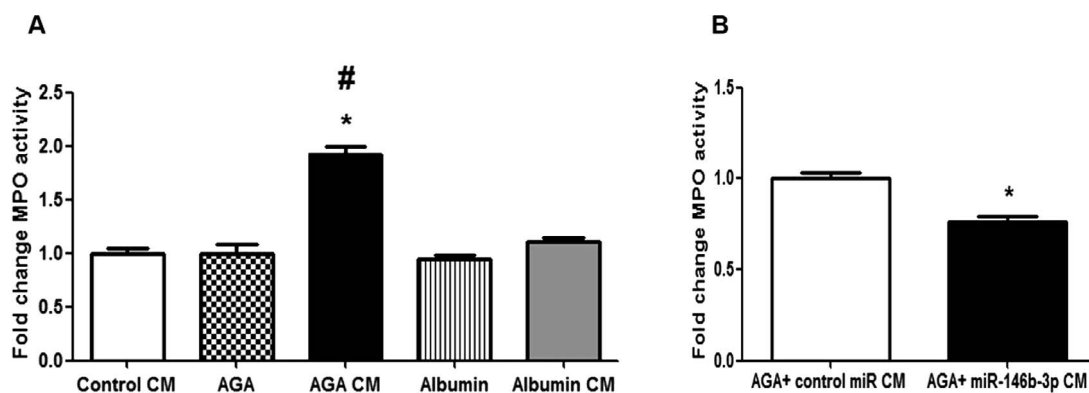 A
Fold change MPO activity
2.5
2.0
1.5
1.0
0.5
0.0
#
*
Control CM
AGA
AGA CM
Albumin
Albumin CM
B
Fold change MPO activity
1.5
1.0
0.5
0.0
*
AGA+ control miR CM
AGA+ miR-146b-3p CM